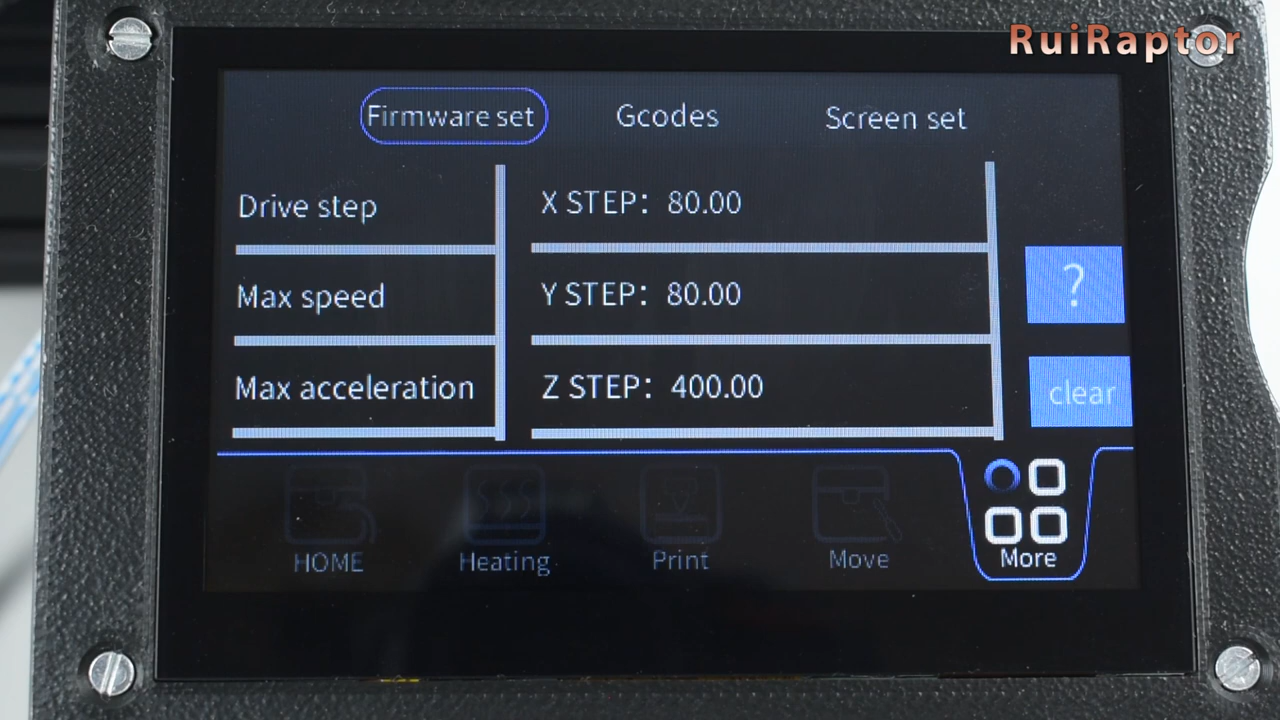 RuiRaptor
Firmware set
Gcodes
Screen set
Drive step
X STEP: 80.00
Max speed
Y STEP: 80.00
?
Max acceleration
Z STEP: 400.00
clear
HOME
Heating
Print
Move
More